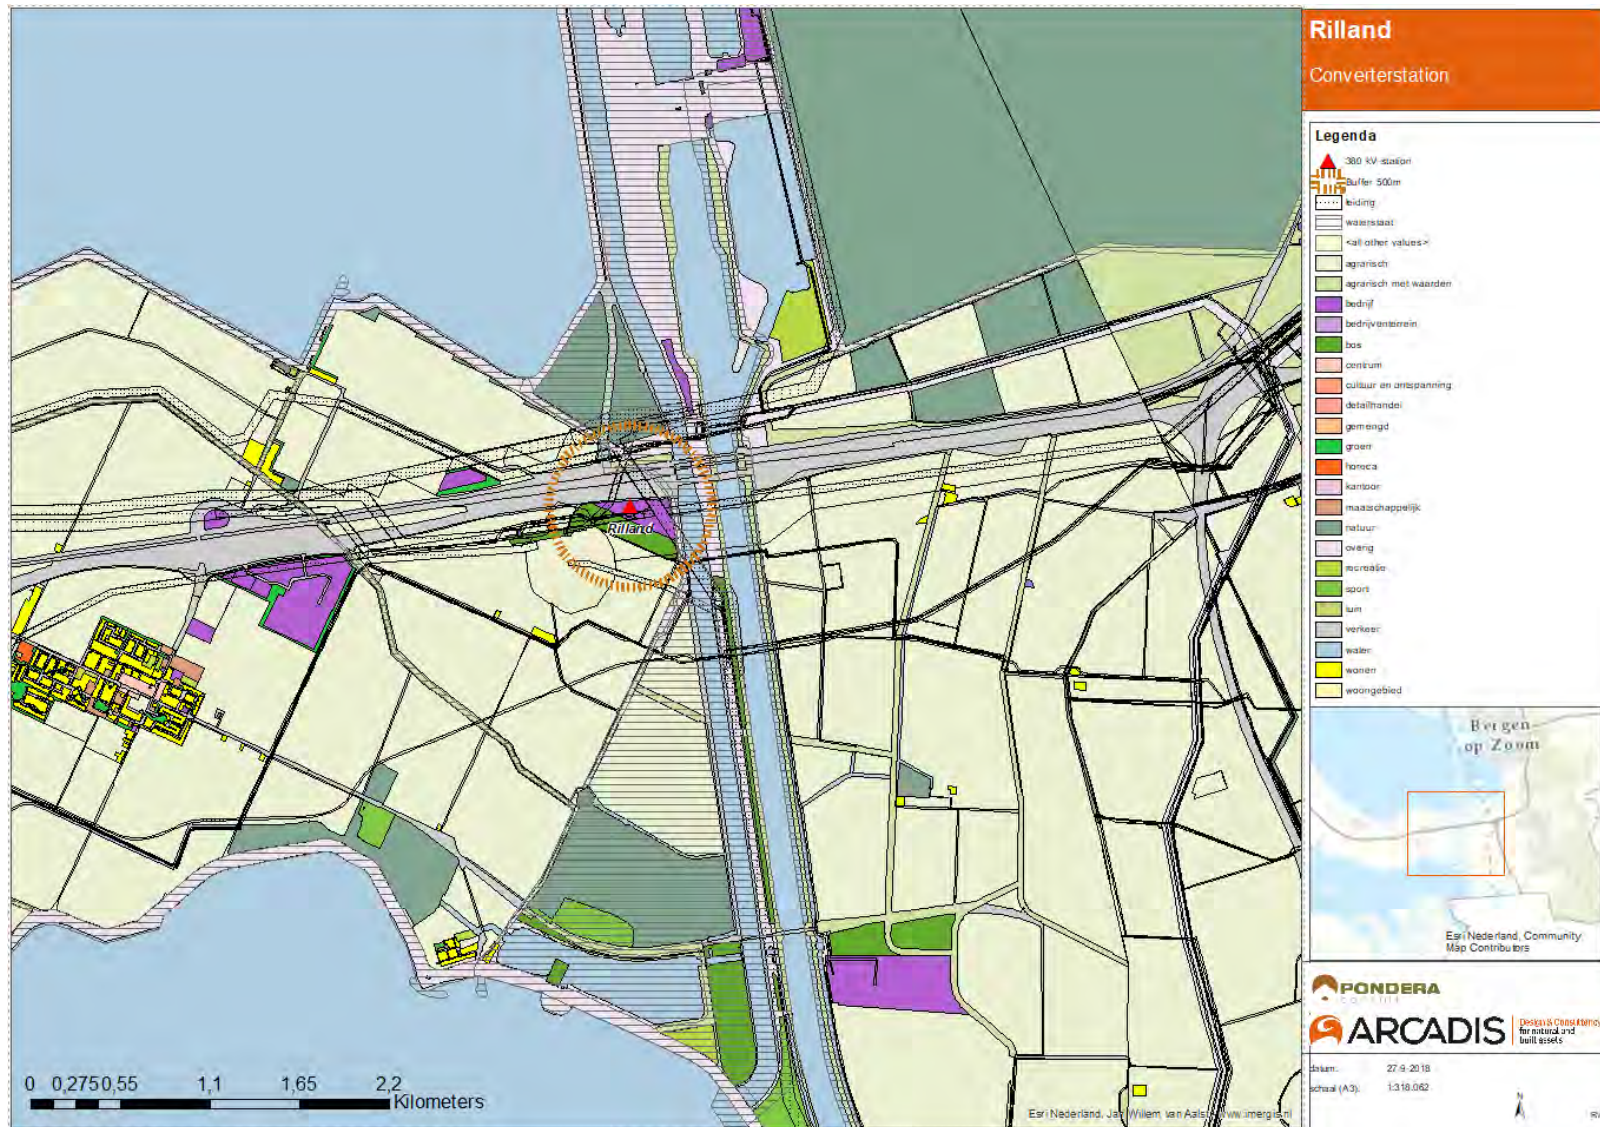 Rilland
Converterstation
Legenda
380 kV station
Buffer 500m
leiding
waterstaat
<all other values>
agrarisch
agrarisch met waarden
bedrijf
bedrijventerrein
bos
centrum
cultuur en ontspanning
detailhandel
gemengd
groen
horeca
kantoor
maatschappelijk
natuur
overig
recreatie
sport
tuin
verkeer
water
wonen
woongebied
Rilland
Bergen
op Zoom
Esri Nederland, Community
Map Contributors
PONDERA
ARCADIS
Design & Consultancy
for natural and
built assets
datum: 27-9-2018
schaal (A3): 1:318.062
N
0 0,275 0,55 1,1 1,65 2,2
Kilometers
Esri Nederland, Jan Willem van Aalst, www.imergis.nl